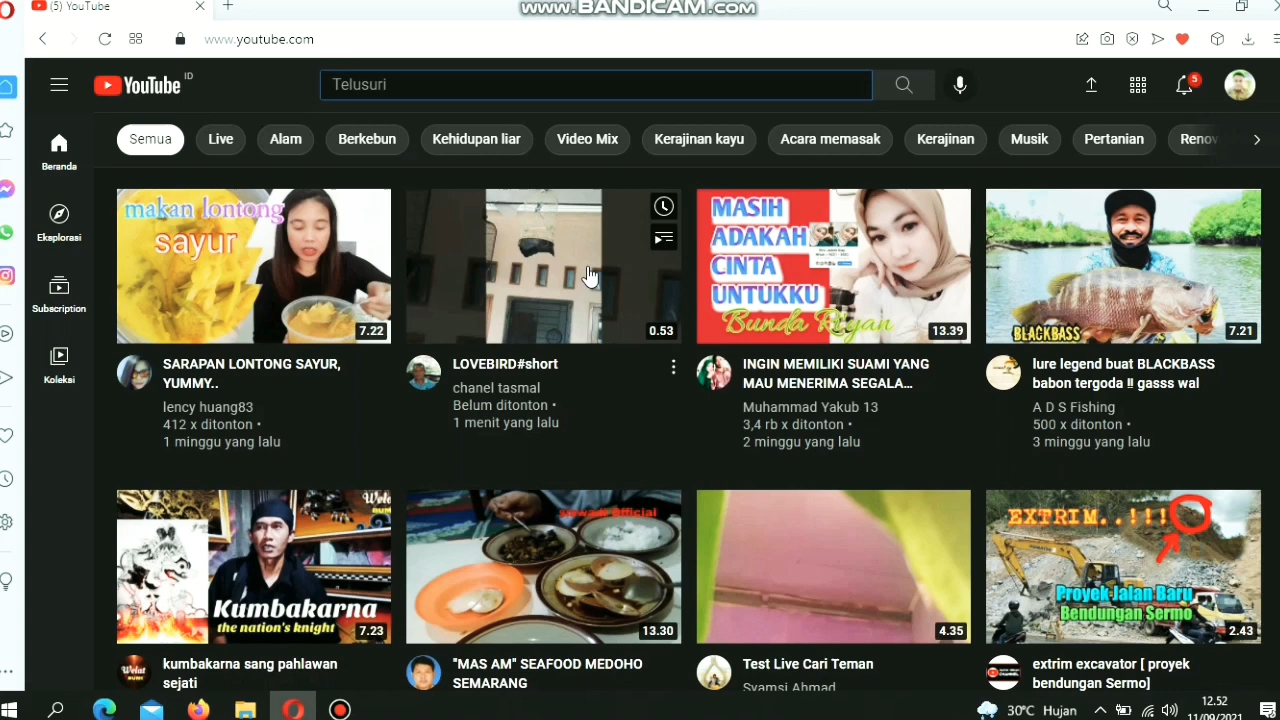 (5) YouTube
www.BANDICAM.com
www.youtube.com
YouTube ID
Telusuri
5
Semua
Live
Alam
Berkebun
Kehidupan liar
Video Mix
Kerajinan kayu
Acara memasak
Kerajinan
Musik
Pertanian
Renov
Beranda
Eksplorasi
Subscription
Koleksi
makan lontong
sayur
7.22
0.53
MASIH
ADAKAH
CINTA
UNTUKKU
Bunda Riyan
13.39
BLACKBASS
7.21
SARAPAN LONTONG SAYUR,
YUMMY..
lency huang83
412 x ditonton •
1 minggu yang lalu
LOVEBIRD#short
chanel tasmal
Belum ditonton •
1 menit yang lalu
INGIN MEMILIKI SUAMI YANG
MAU MENERIMA SEGALA…
Muhammad Yakub 13
3,4 rb x ditonton •
2 minggu yang lalu
lure legend buat BLACKBASS
babon tergoda ‼ gasss wal
A D S Fishing
500 x ditonton •
3 minggu yang lalu
Kumbakarna
the nation's knight
7.23
13.30
4.35
EXTRIM..!!!
Proyek Jalan Baru
Bendungan Sermo
2.43
kumbakarna sang pahlawan
sejati
"MAS AM" SEAFOOD MEDOHO
SEMARANG
Test Live Cari Teman
Syamsi Ahmad
extrim excavator [ proyek
bendungan Sermo]
30°C Hujan
12.52
11/09/2021